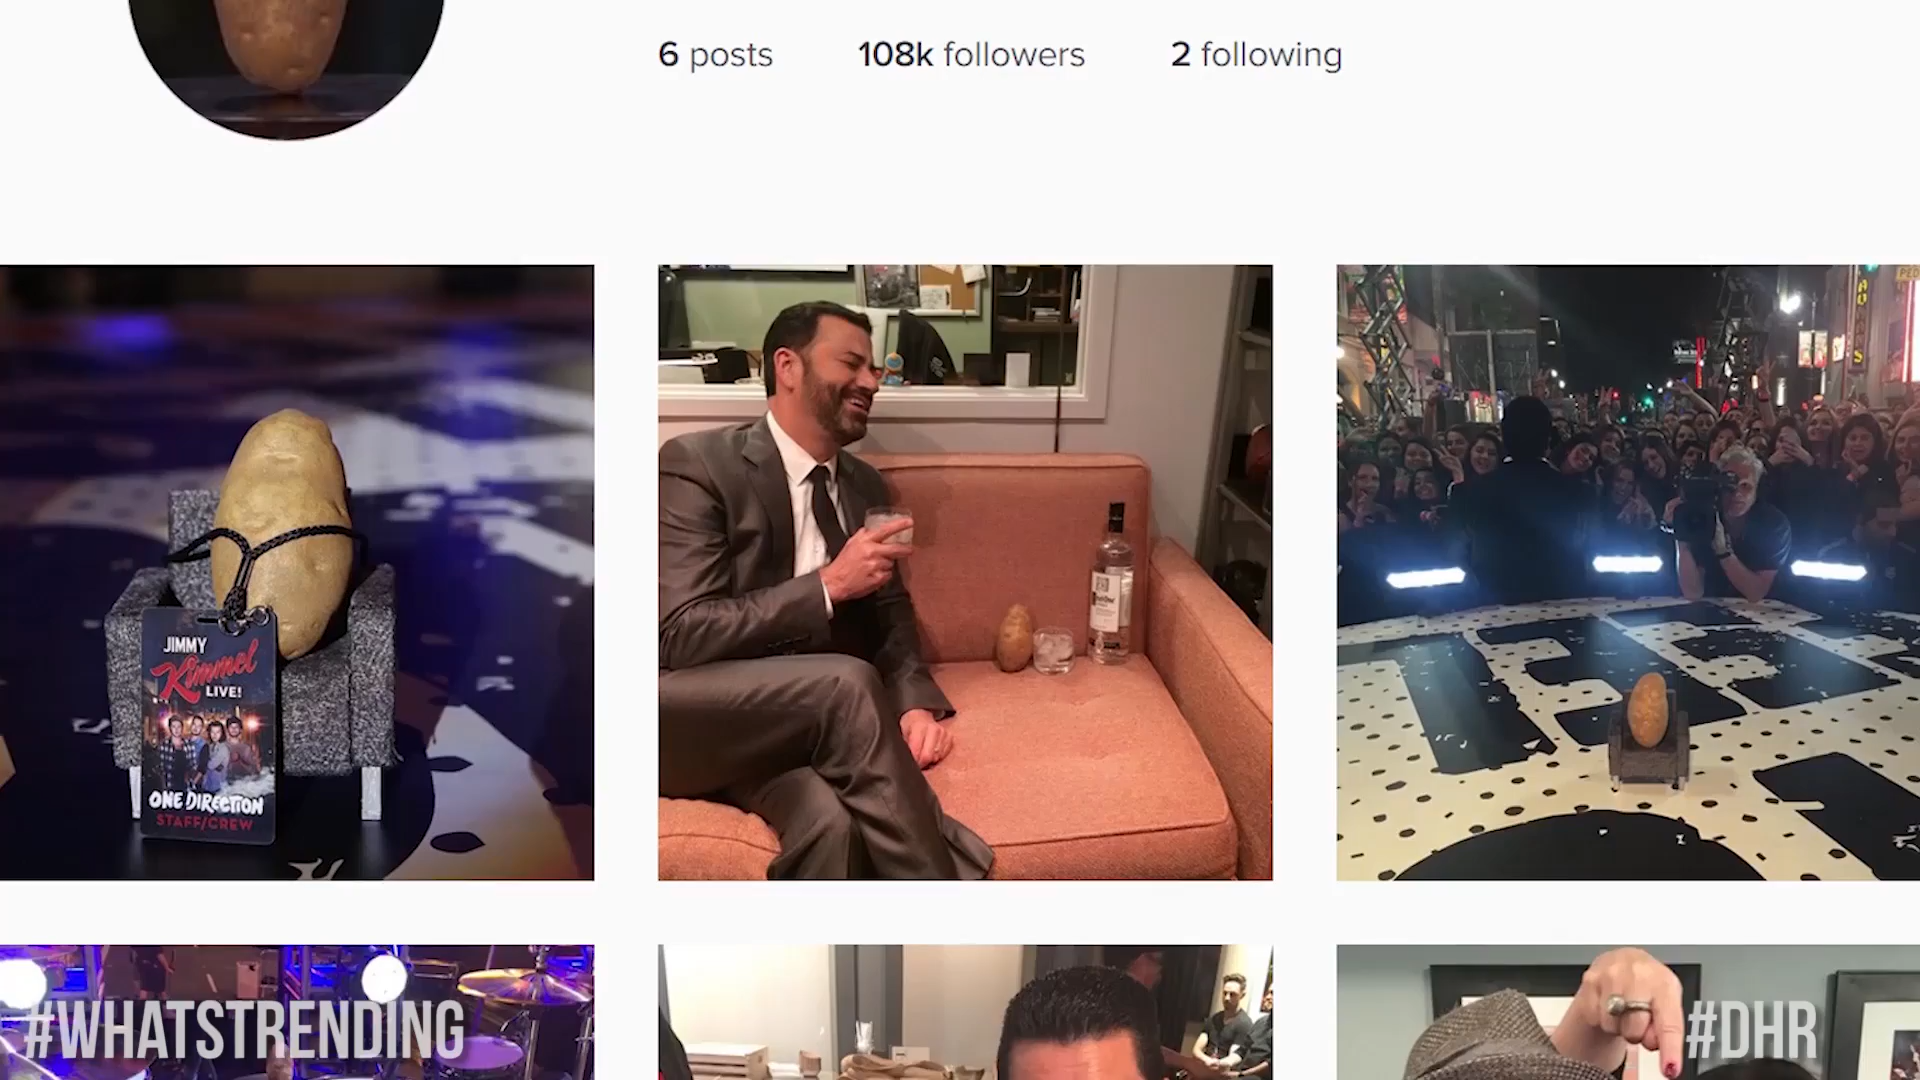 6 posts 108k followers 2 following
JIMMY
Kimmel
LIVE!
ONE DIRECTION
STAFF/CREW
#WHATSTRENDING
#DHR